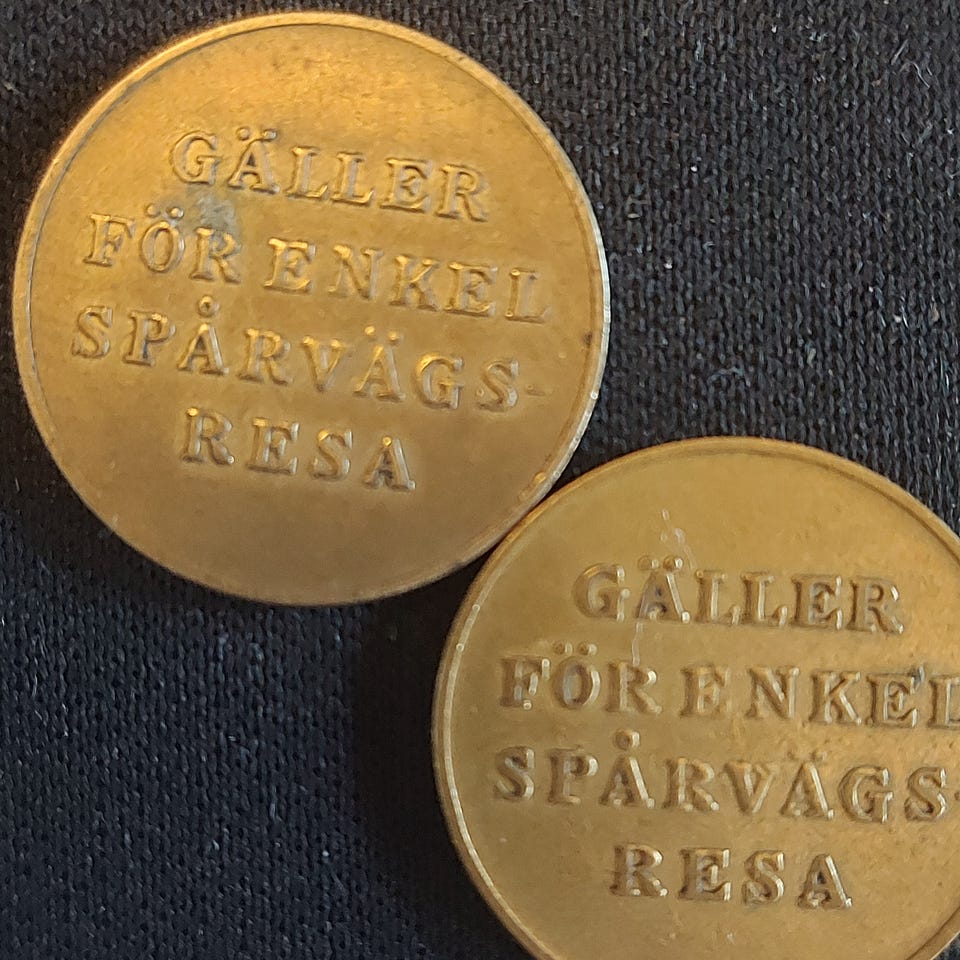 GÄLLER
FÖR ENKEL
SPÅRVÄGS-
RESA
GÄLLER
FÖR ENKEL
SPÅRVÄGS-
RESA